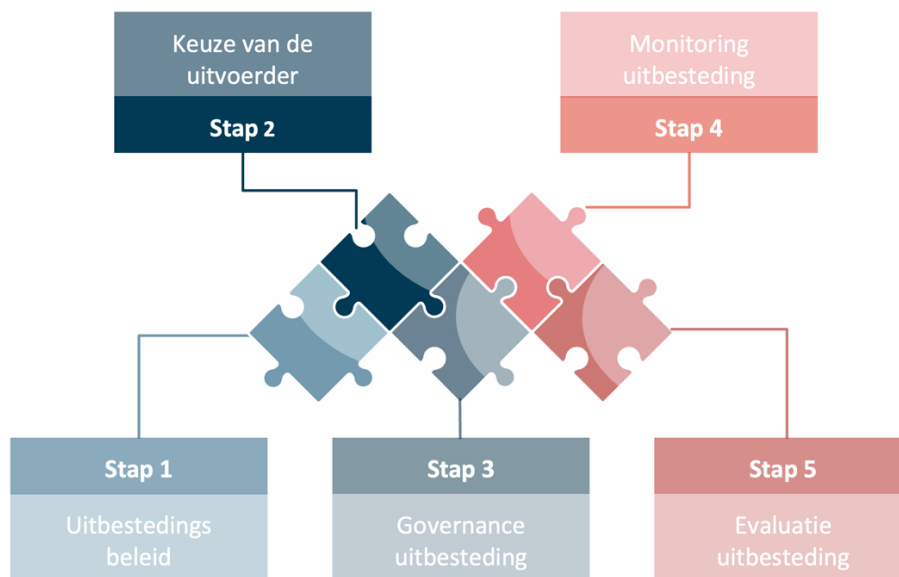 Keuze van de
uitvoerder
Stap 2
Monitoring
uitbesteding
Stap 4
Stap 1
Uitbestedings
beleid
Stap 3
Governance
uitbesteding
Stap 5
Evaluatie
uitbesteding